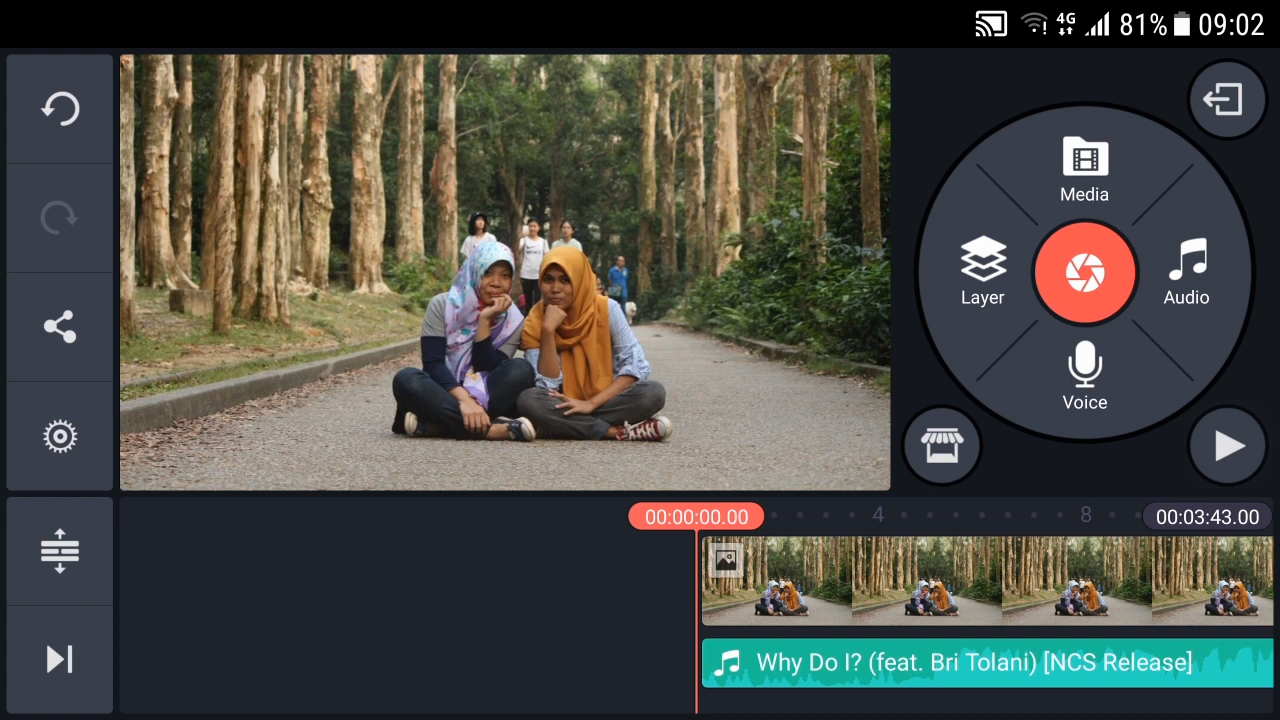 4G 81% 09:02
Media
Layer
Audio
Voice
00:00:00.00 4 8 00:03:43.00
Why Do I? (feat. Bri Tolani) [NCS Release]